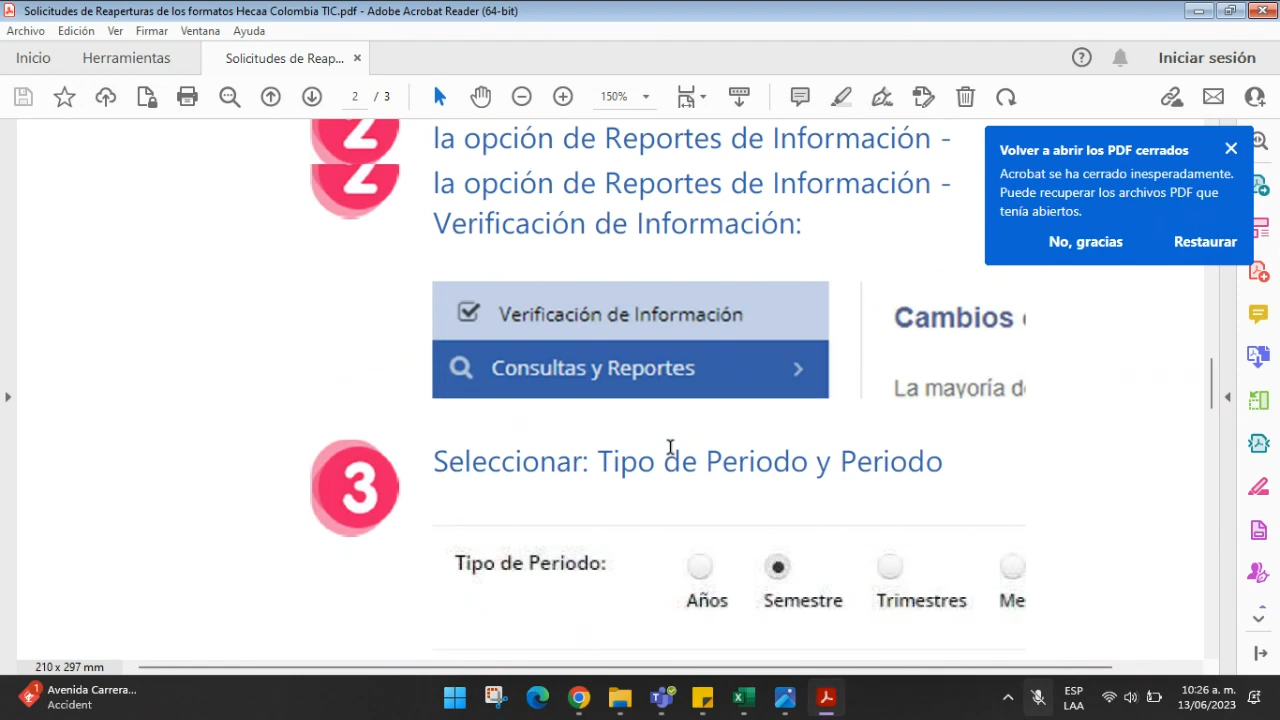 Solicitudes de Reaperturas de los formatos Hecaa Colombia TIC.pdf - Adobe Acrobat Reader (64-bit)
Archivo Edición Ver Firmar Ventana Ayuda
Inicio Herramientas Solicitudes de Reap... × Iniciar sesión
2 / 3 150%
2 la opción de Reportes de Información -
2 la opción de Reportes de Información -
Verificación de Información:
Volver a abrir los PDF cerrados
Acrobat se ha cerrado inesperadamente.
Puede recuperar los archivos PDF que
tenía abiertos.
No, gracias Restaurar
Verificación de Información
Consultas y Reportes
Cambios
La mayoría d
3 Seleccionar: Tipo de Periodo y Periodo
Tipo de Periodo:
Años Semestre Trimestres Me
210 x 297 mm
1 Avenida Carrera...
Accident
ESP
LAA
10:26 a. m.
13/06/2023